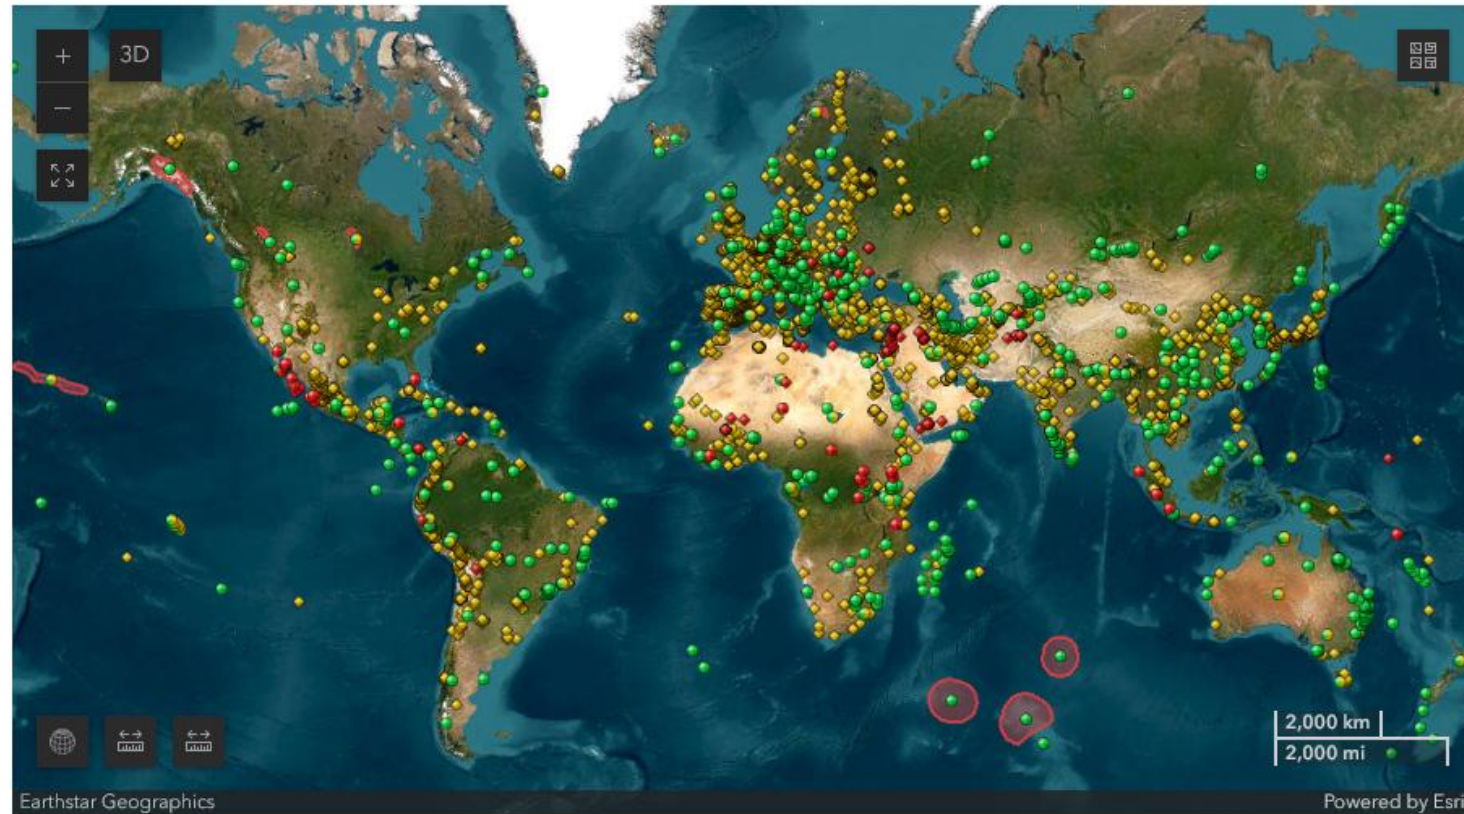 +
3D
−
2,000 km
2,000 mi
Earthstar Geographics
Powered by Esri